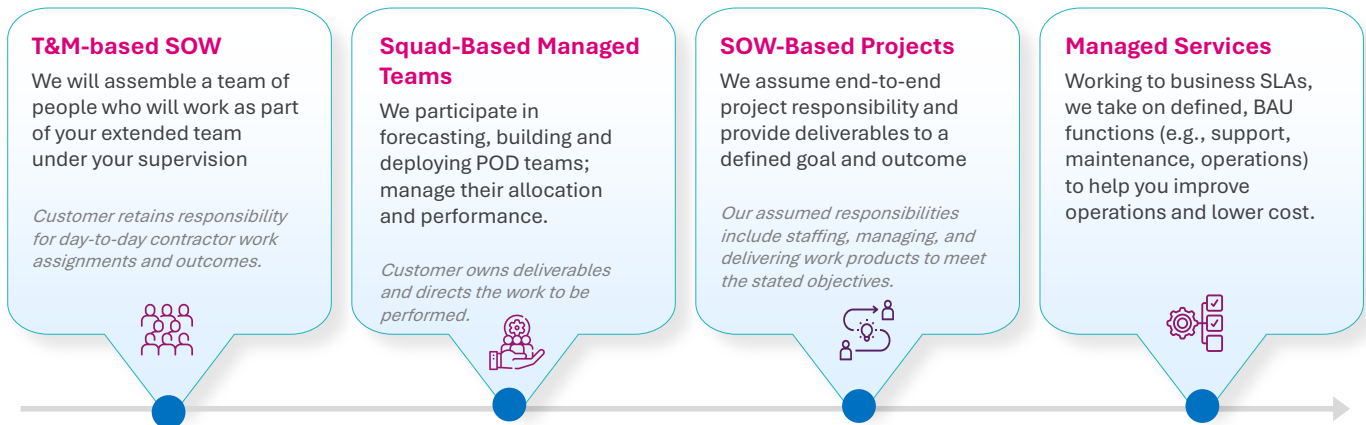 T&M-based SOW
We will assemble a team of
people who will work as part
of your extended team
under your supervision
Customer retains responsibility
for day-to-day contractor work
assignments and outcomes.
Squad-Based Managed
Teams
We participate in
forecasting, building and
deploying POD teams;
manage their allocation
and performance.
Customer owns deliverables
and directs the work to be
performed.
SOW-Based Projects
We assume end-to-end
project responsibility and
provide deliverables to a
defined goal and outcome
Our assumed responsibilities
include staffing, managing, and
delivering work products to meet
the stated objectives.
Managed Services
Working to business SLAs,
we take on defined, BAU
functions (e.g., support,
maintenance, operations)
to help you improve
operations and lower cost.